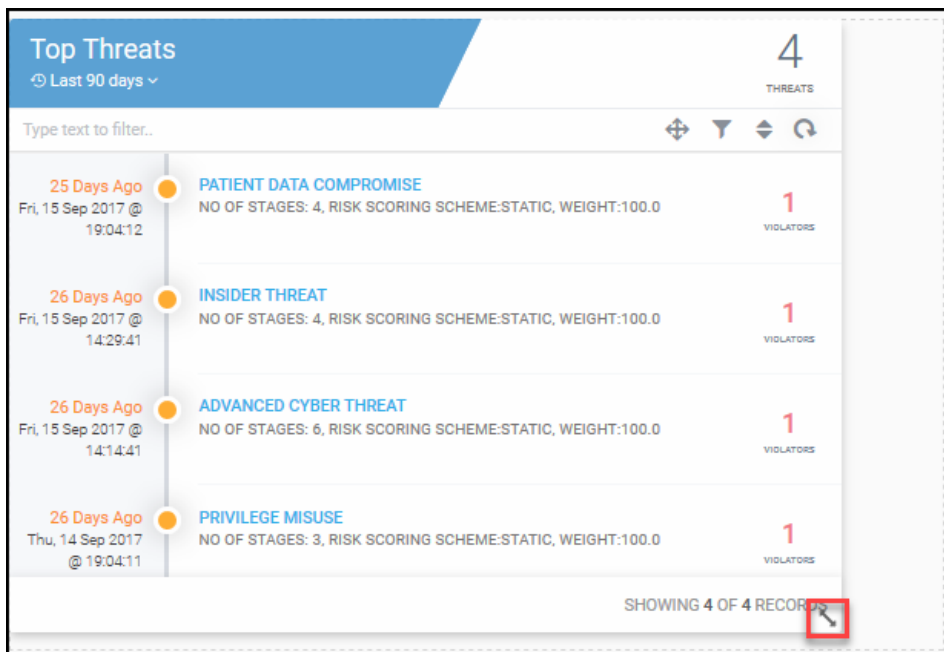 Top Threats
Last 90 days
4
THREATS
Type text to filter..
25 Days Ago
Fri, 15 Sep 2017 @
19:04:12
PATIENT DATA COMPROMISE
NO OF STAGES: 4, RISK SCORING SCHEME:STATIC, WEIGHT:100.0
1
VIOLATORS
26 Days Ago
Fri, 15 Sep 2017 @
14:29:41
INSIDER THREAT
NO OF STAGES: 4, RISK SCORING SCHEME:STATIC, WEIGHT:100.0
1
VIOLATORS
26 Days Ago
Fri, 15 Sep 2017 @
14:14:41
ADVANCED CYBER THREAT
NO OF STAGES: 6, RISK SCORING SCHEME:STATIC, WEIGHT:100.0
1
VIOLATORS
26 Days Ago
Thu, 14 Sep 2017
@ 19:04:11
PRIVILEGE MISUSE
NO OF STAGES: 3, RISK SCORING SCHEME:STATIC, WEIGHT:100.0
1
VIOLATORS
SHOWING 4 OF 4 RECORDS